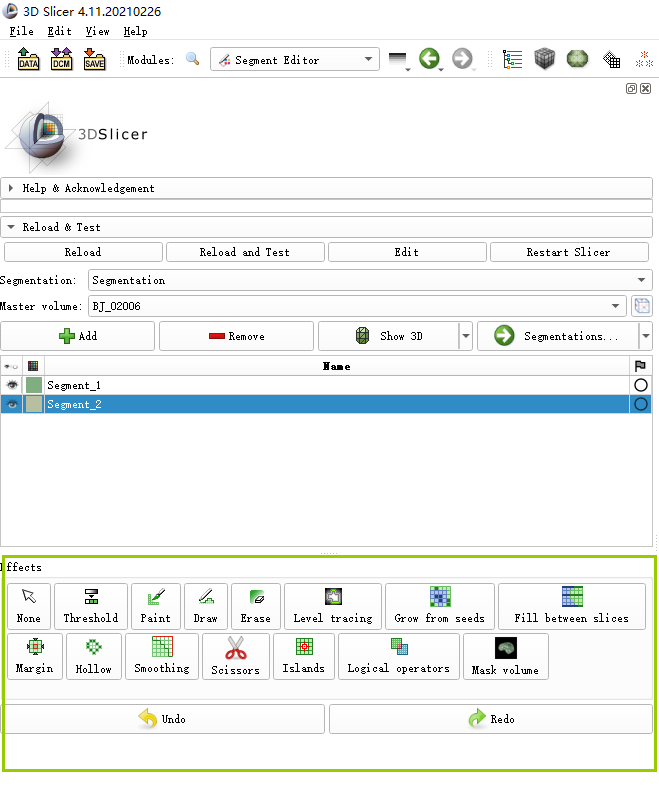 3D Slicer 4.11.20210226
File Edit View Help
DATA DCM SAVE Modules: Segment Editor
3DSlicer
Help & Acknowledgement
Reload & Test
Reload Reload and Test Edit Restart Slicer
Segmentation: Segmentation
Master volume: BJ_02006
Add Remove Show 3D Segmentations...
Name
Segment_1
Segment_2
Effects
None Threshold Paint Draw Erase Level tracing Grow from seeds Fill between slices
Margin Hollow Smoothing Scissors Islands Logical operators Mask volume
Undo Redo